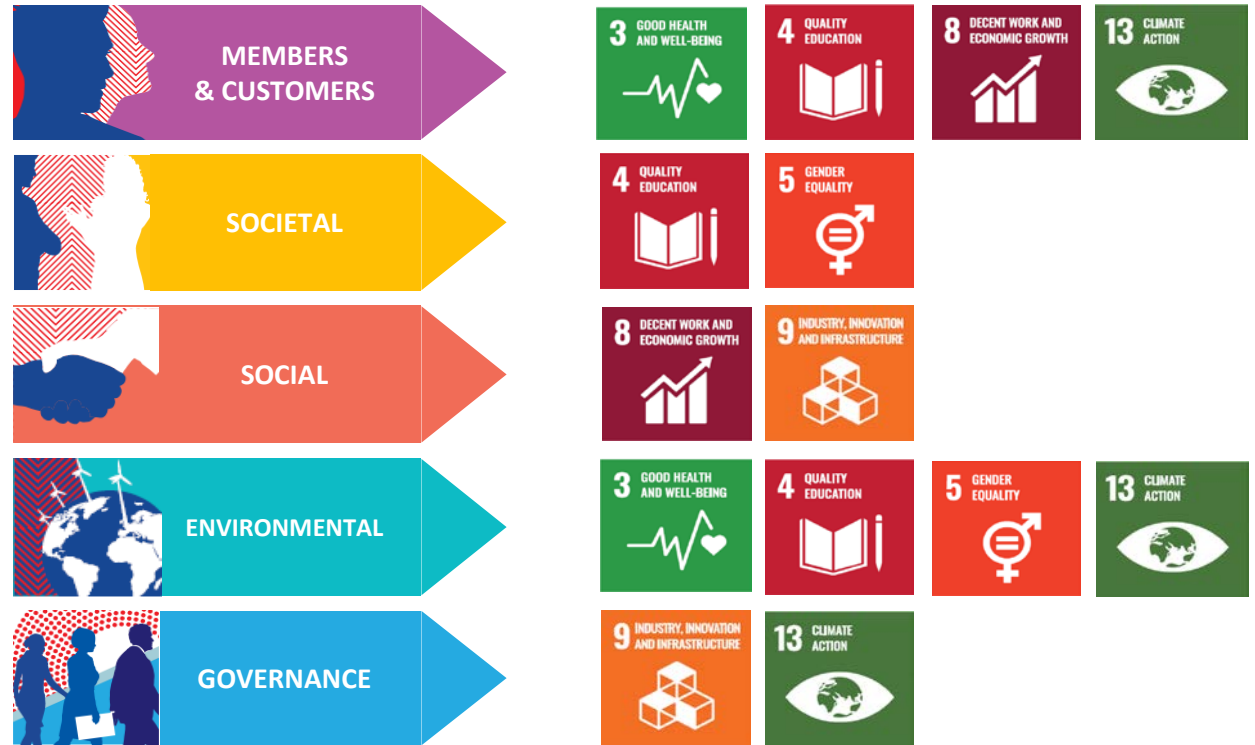 MEMBERS
& CUSTOMERS
3 GOOD HEALTH
AND WELL-BEING
4 QUALITY
EDUCATION
8 DECENT WORK AND
ECONOMIC GROWTH
13 CLIMATE
ACTION
SOCIETAL
4 QUALITY
EDUCATION
5 GENDER
EQUALITY
SOCIAL
8 DECENT WORK AND
ECONOMIC GROWTH
9 INDUSTRY, INNOVATION
AND INFRASTRUCTURE
ENVIRONMENTAL
3 GOOD HEALTH
AND WELL-BEING
4 QUALITY
EDUCATION
5 GENDER
EQUALITY
13 CLIMATE
ACTION
GOVERNANCE
9 INDUSTRY, INNOVATION
AND INFRASTRUCTURE
13 CLIMATE
ACTION